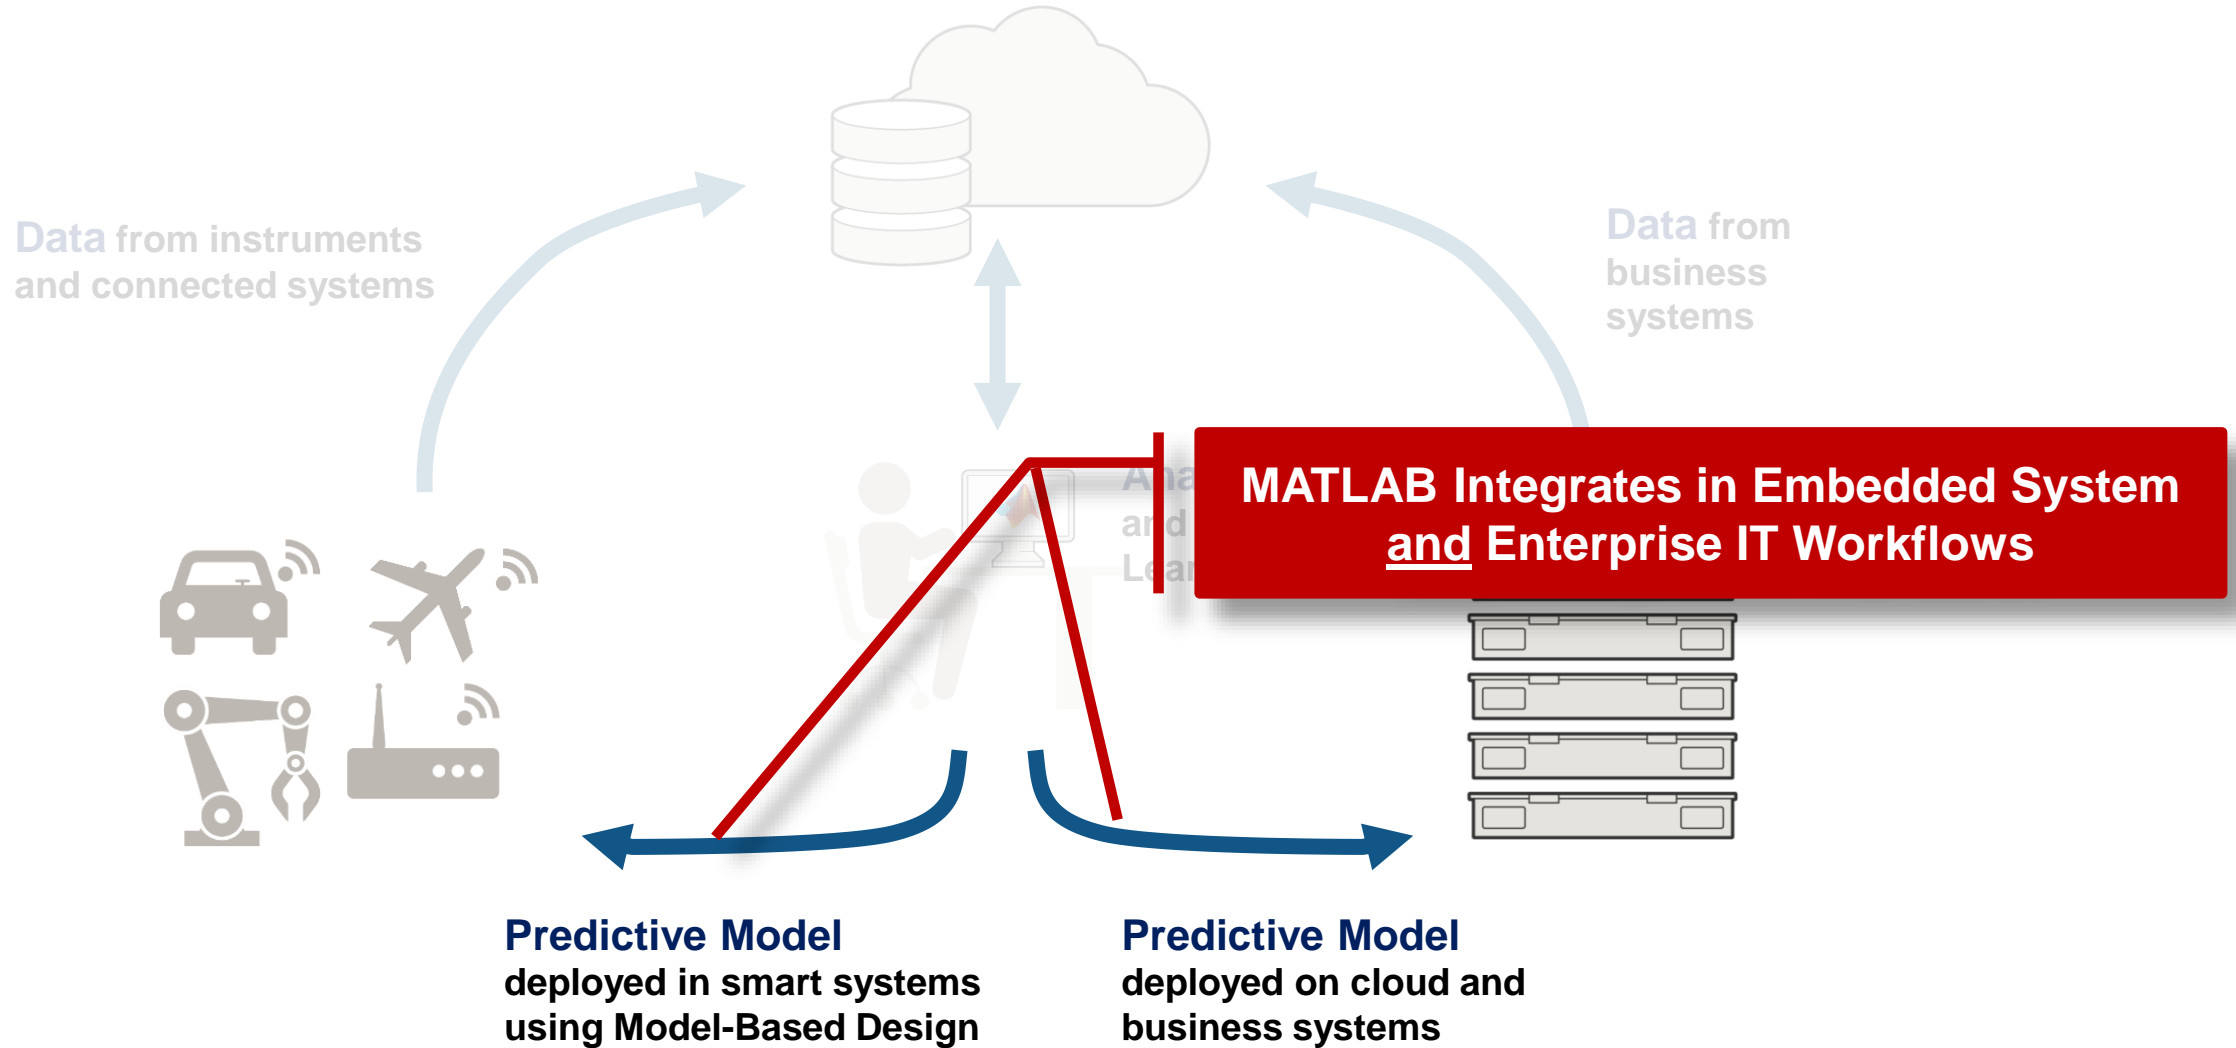 Data from instruments
and connected systems
Data from
business
systems
and
MATLAB Integrates in Embedded System
and Enterprise IT Workflows
Predictive Model
deployed in smart systems
using Model-Based Design
Predictive Model
deployed on cloud and
business systems